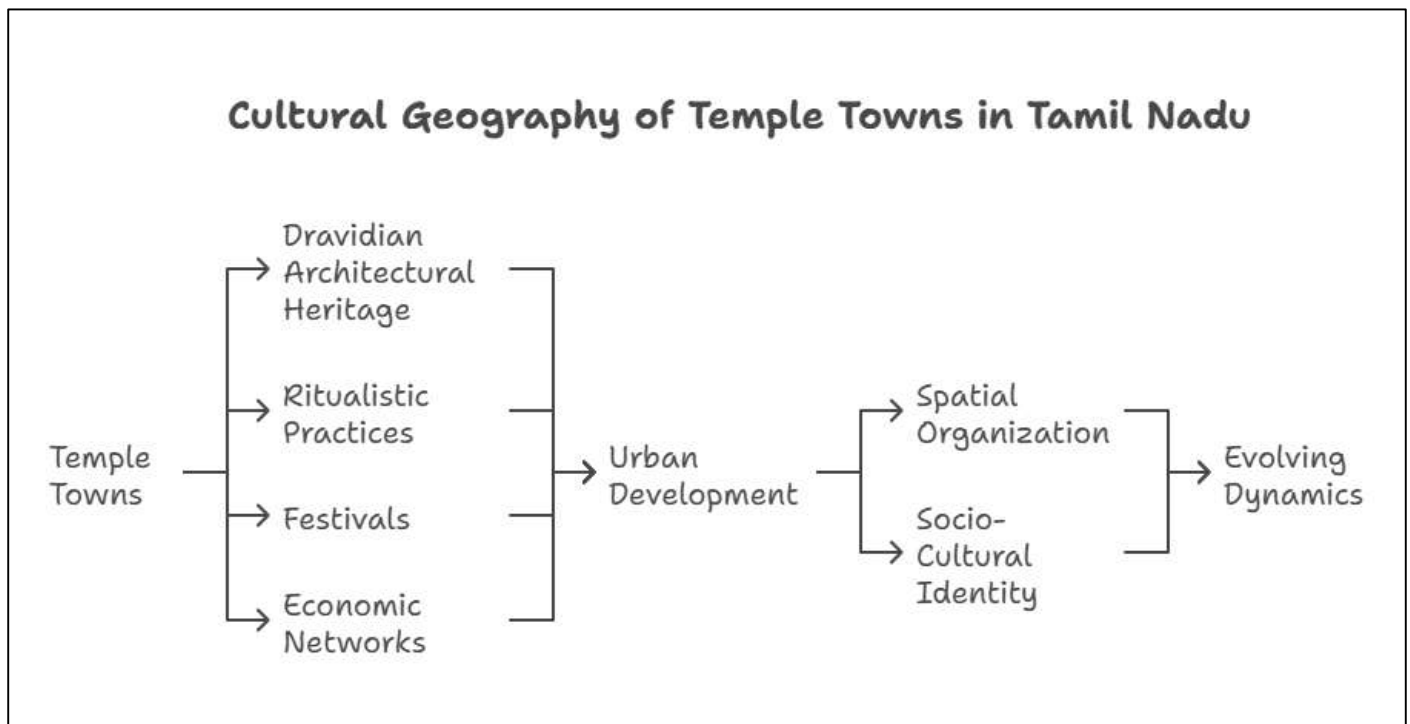 Cultural Geography of Temple Towns in Tamil Nadu
Temple
Towns
Dravidian
Architectural
Heritage
Ritualistic
Practices
Festivals
Economic
Networks
Urban
Development
Spatial
Organization
Socio-
Cultural
Identity
Evolving
Dynamics